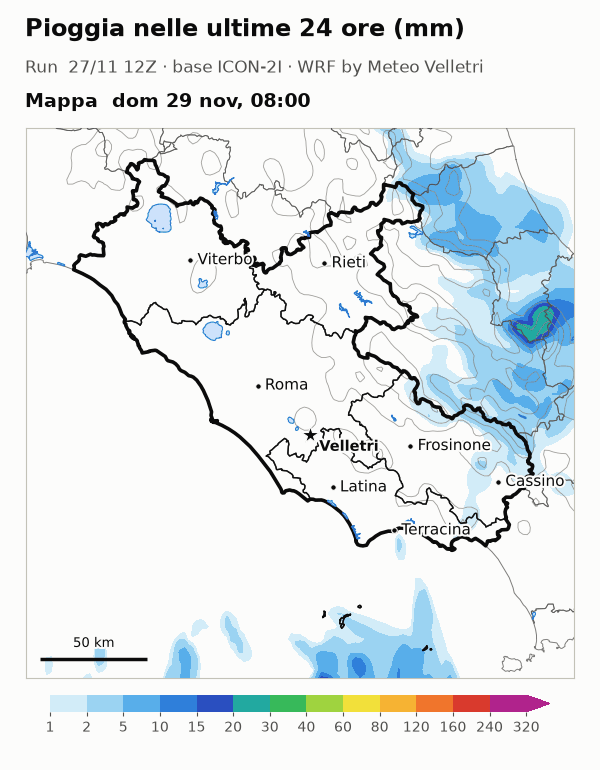 Pioggia nelle ultime 24 ore (mm)
Run  27/11 12Z · base ICON-2I · WRF by Meteo Velletri
Mappa  dom 29 nov, 08:00
Viterbo
Rieti
Roma
Velletri
Frosinone
Cassino
Latina
Terracina
50 km
1 2 5 10 15 20 30 40 60 80 120 160 240 320